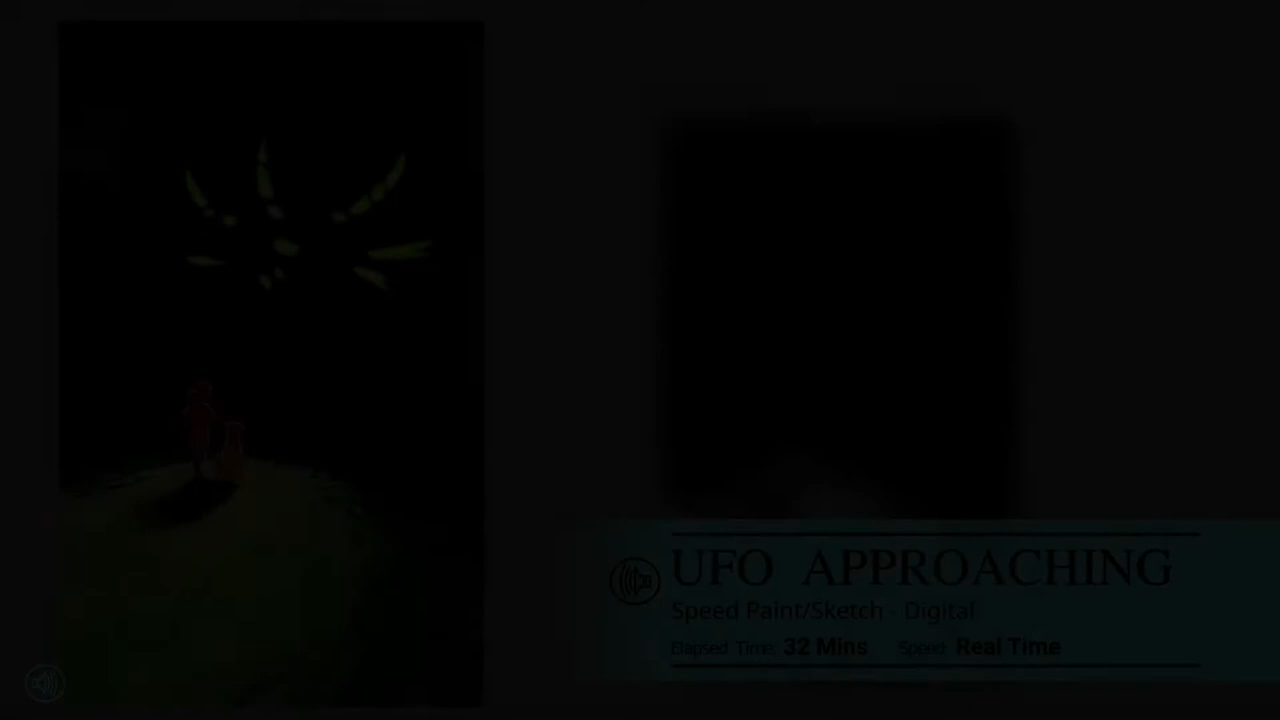 UFO APPROACHING
Speed Paint/Sketch - Digital
Elapsed Time 32 Mins Speed Real Time